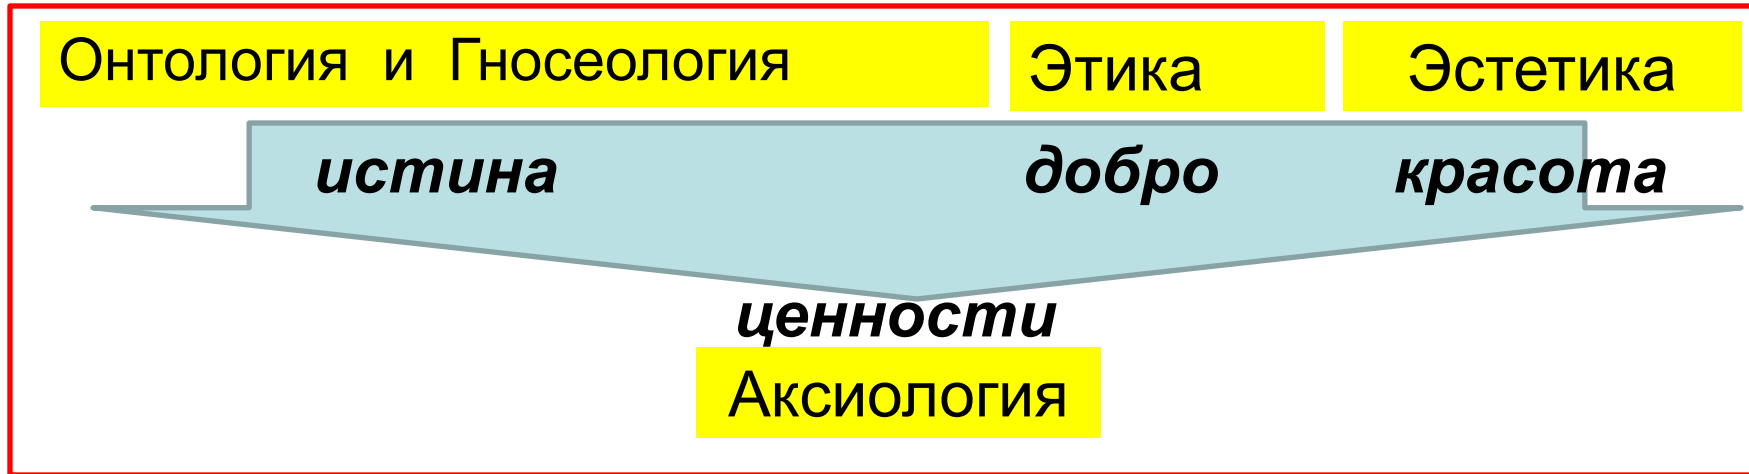 Онтология и Гносеология Этика Эстетика
истина добро красота
ценности
Аксиология